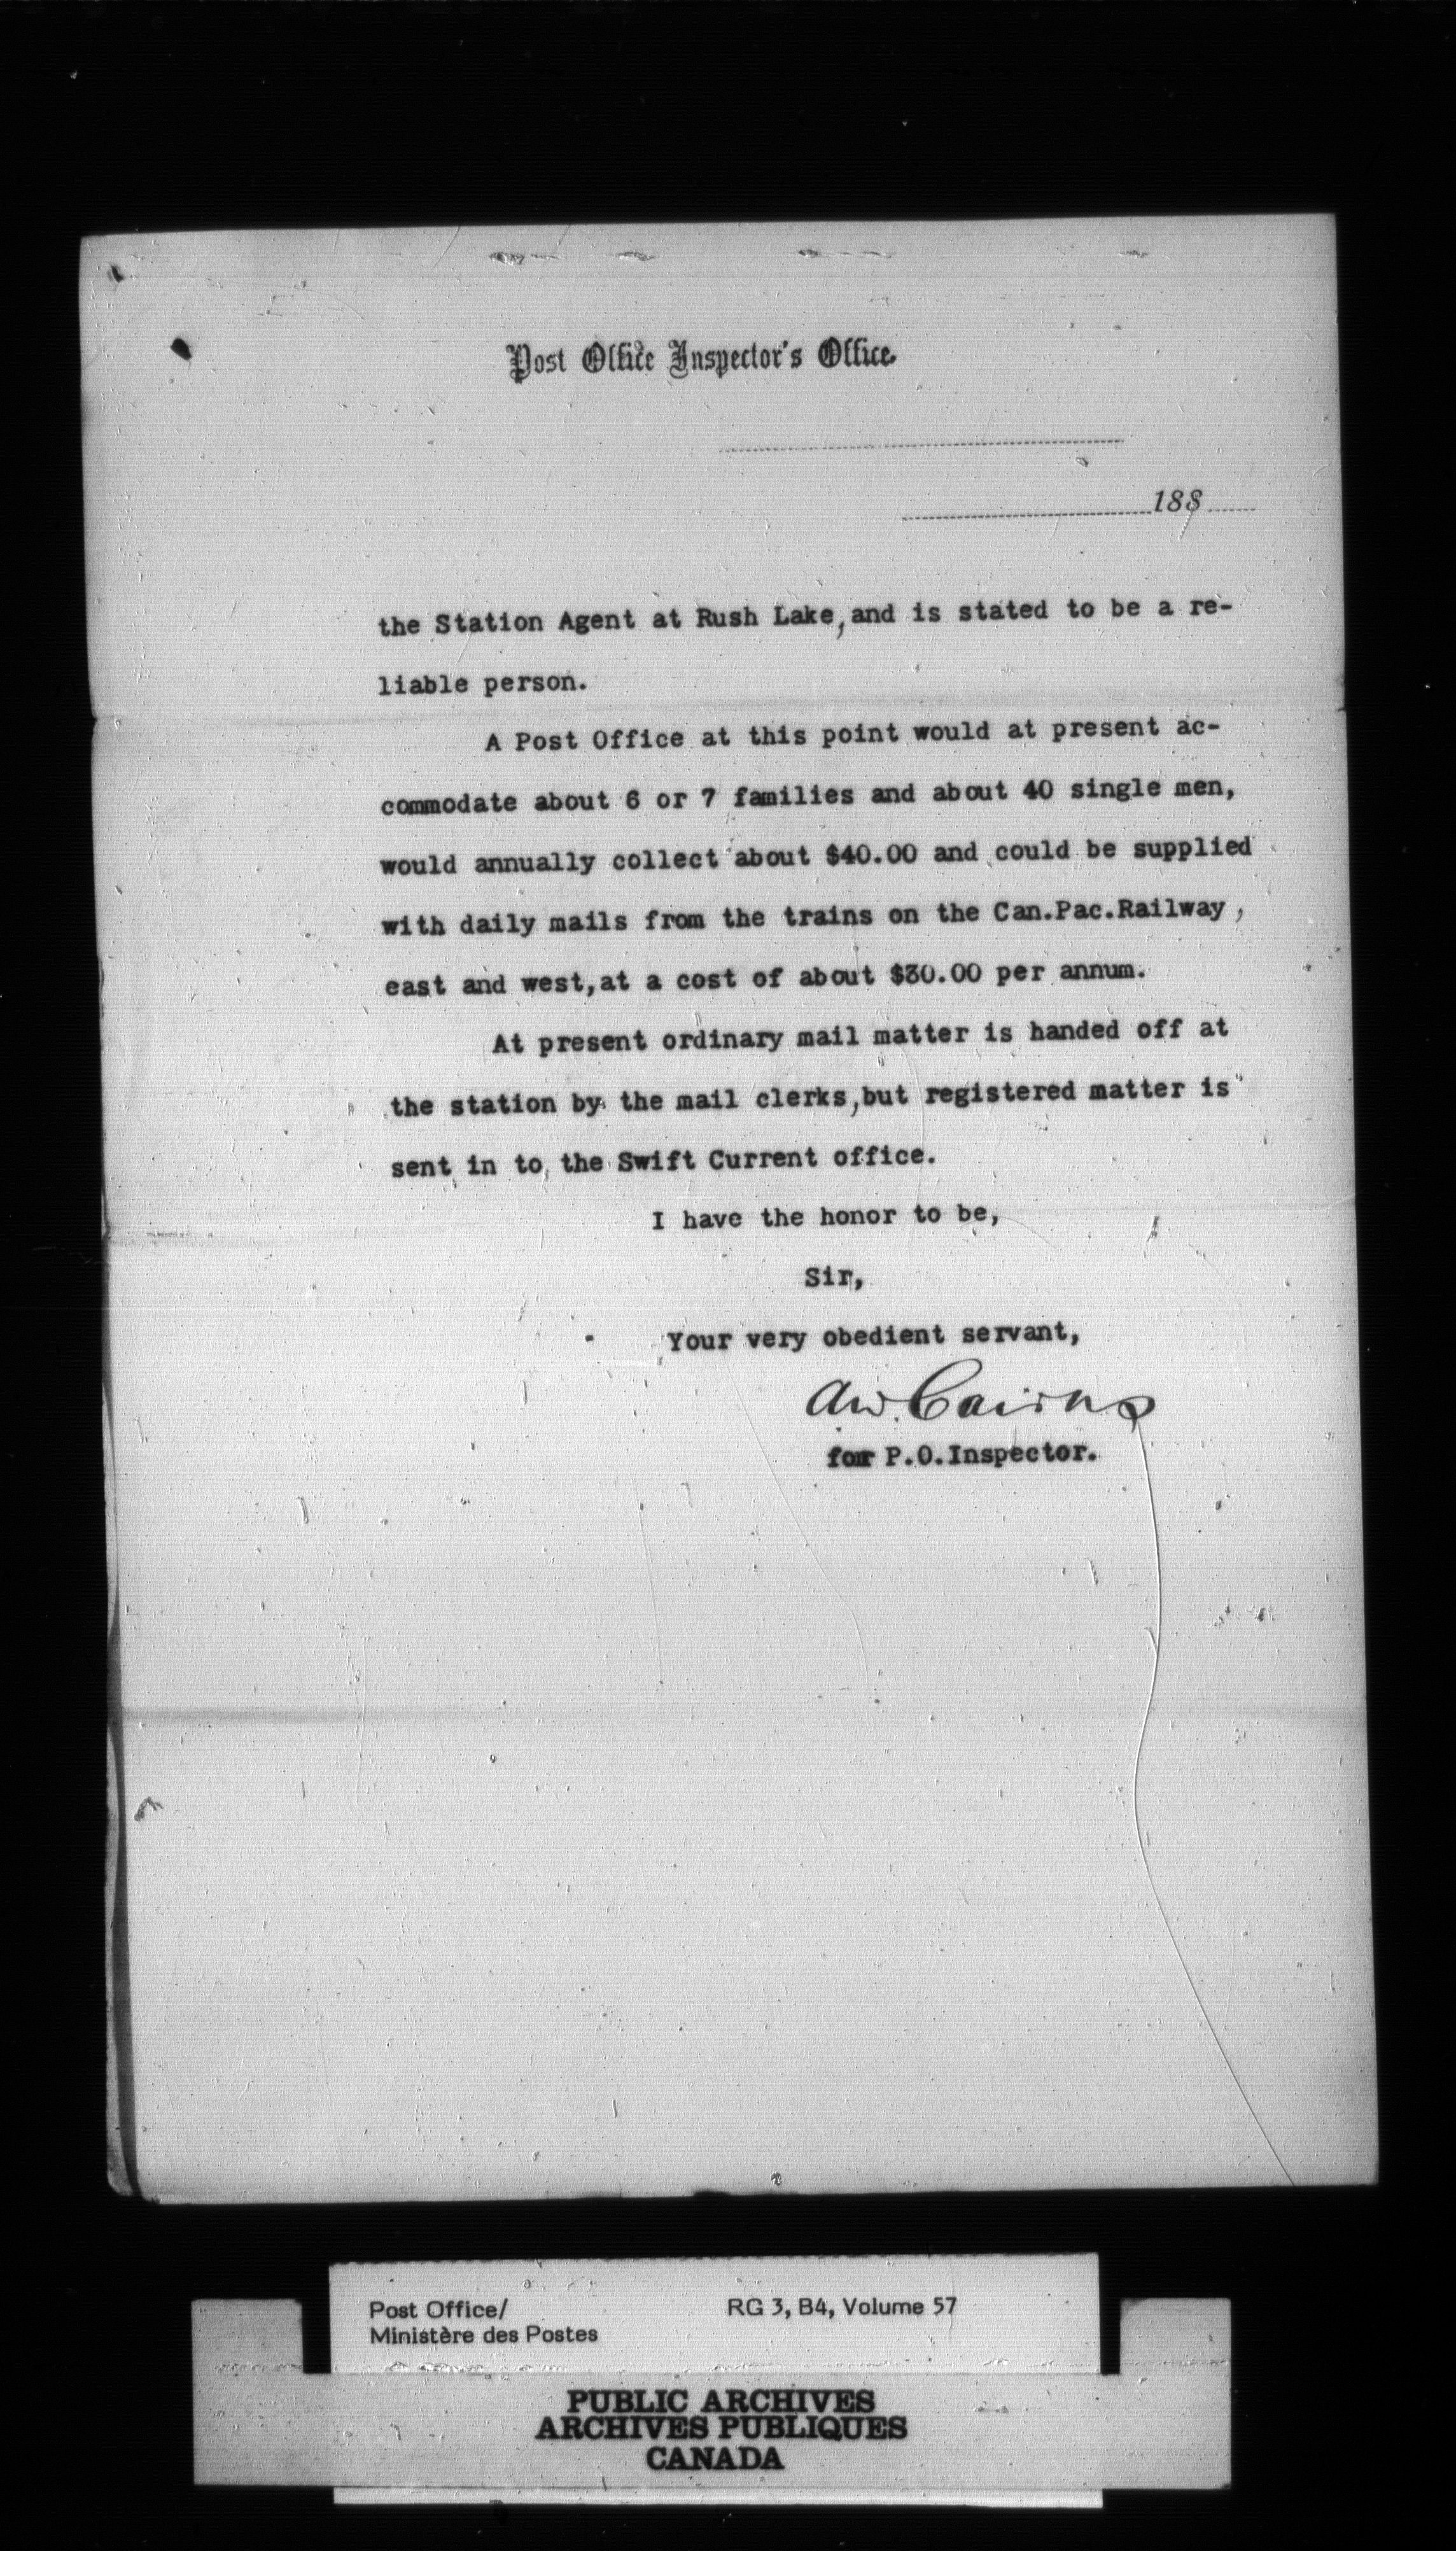 Post Office Inspector's Office.
188
the Station Agent at Rush Lake, and is stated to be a re-
liable person.
A Post Office at this point would at present ac-
commodate about 6 or 7 families and about 40 single men,
would annually collect about $40.00 and could be supplied
with daily mails from the trains on the Can.Pac.Railway,
east and west,at a cost of about $30.00 per annum.
At present ordinary mail matter is handed off at
the station by the mail clerks,but registered matter is
sent in to the Swift Current office.
I have the honor to be,
Sir,
Your very obedient servant,
AW. Cairns
for P.O.Inspector.
Post Office/ RG 3, B4, Volume 57
Ministère des Postes
PUBLIC ARCHIVES
ARCHIVES PUBLIQUES
CANADA